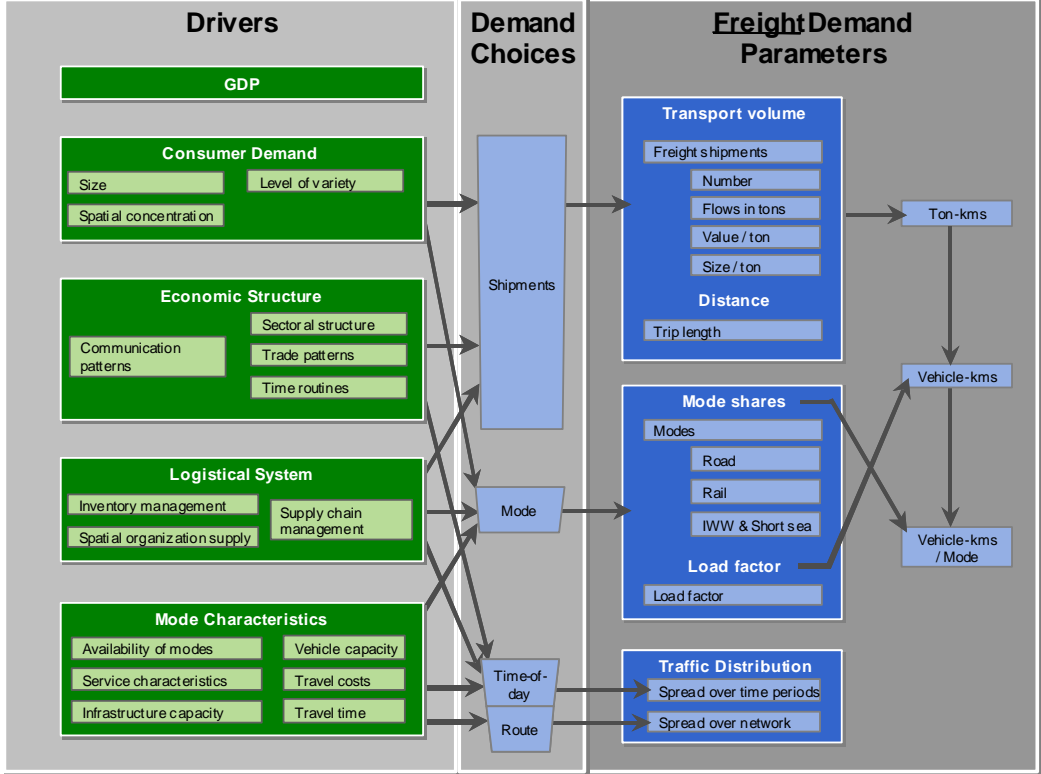 Drivers
Demand
Choices
Freight Demand
Parameters
GDP
Consumer Demand
Size
Level of variety
Spatial concentration
Economic Structure
Communication
patterns
Sectoral structure
Trade patterns
Time routines
Logistical System
Inventory management
Spatial organization supply
Supply chain
management
Mode Characteristics
Availability of modes
Service characteristics
Infrastructure capacity
Vehicle capacity
Travel costs
Travel time
Shipments
Mode
Time-of-
day
Route
Transport volume
Freight shipments
Number
Flows in tons
Value / ton
Size / ton
Distance
Trip length
Mode shares
Modes
Road
Rail
IWW & Short sea
Load factor
Load factor
Traffic Distribution
Spread over time periods
Spread over network
Ton-kms
Vehicle-kms
Vehicle-kms
/ Mode